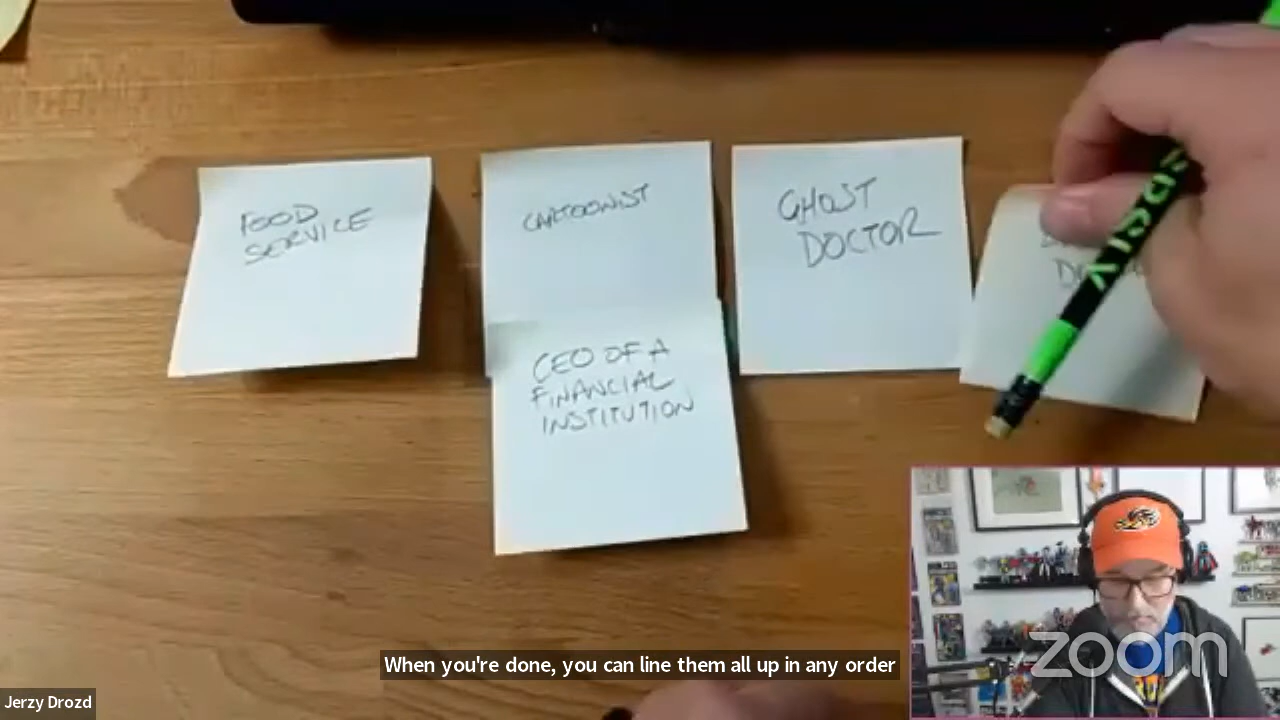 FOOD
SERVICE
CARTOONIST
CEO OF A
FINANCIAL
INSTITUTION
GHOST
DOCTOR
When you're done, you can line them all up in any order
Jerzy Drozd
zoom